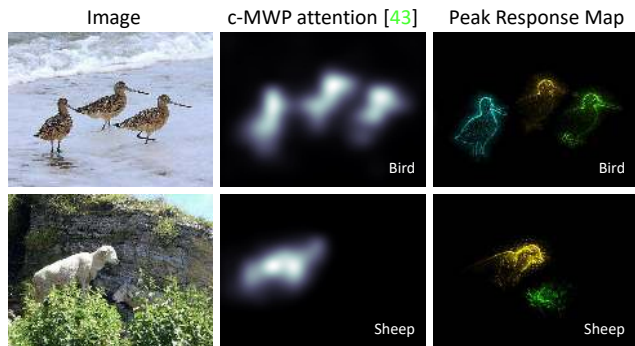 Image
c-MWP attention [43]
Peak Response Map
Bird
Bird
Sheep
Sheep